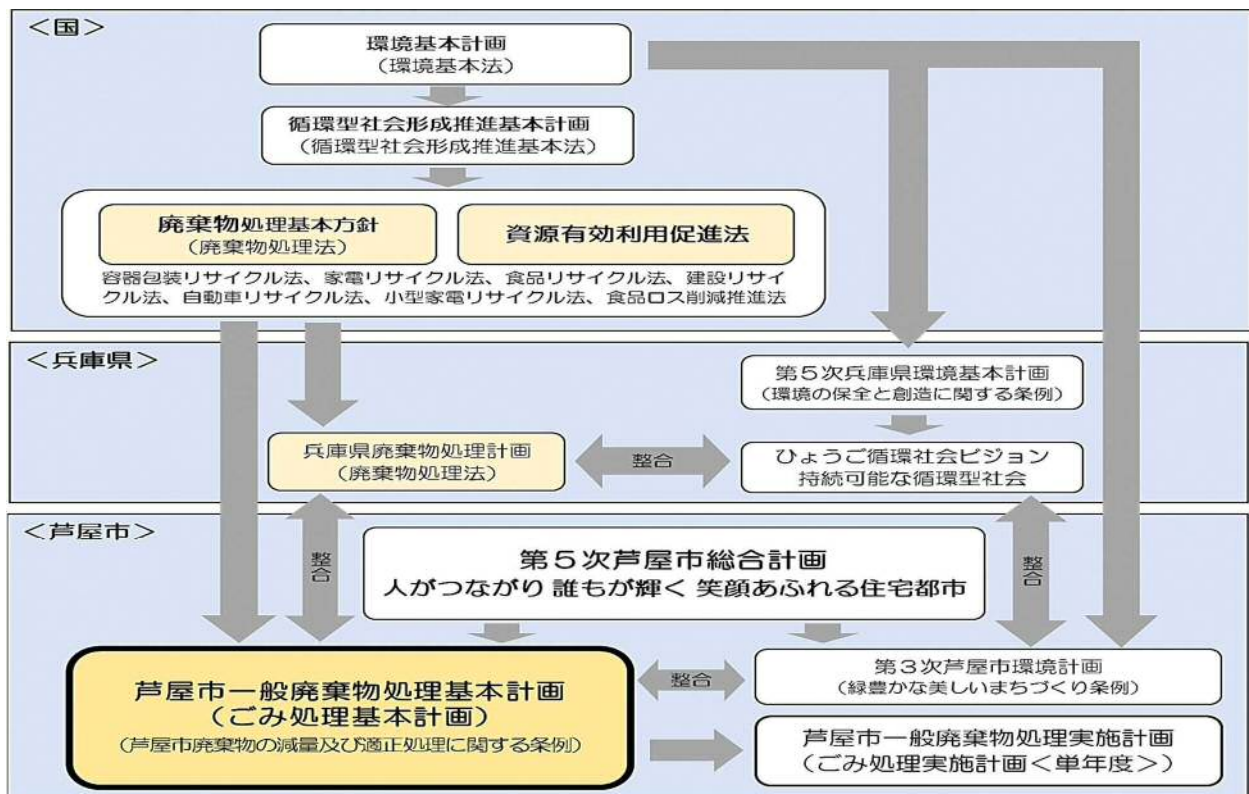 ＜国＞
環境基本計画
（環境基本法）
循環型社会形成推進基本計画
（循環型社会形成推進基本法）
廃棄物処理基本方針
（廃棄物処理法）
資源有効利用促進法
容器包装リサイクル法、家電リサイクル法、食品リサイクル法、建設リサイ
クル法、自動車リサイクル法、小型家電リサイクル法、食品ロス削減推進法
＜兵庫県＞
第５次兵庫県環境基本計画
（環境の保全と創造に関する条例）
兵庫県廃棄物処理計画
（廃棄物処理法）
整合
ひょうご循環社会ビジョン
持続可能な循環型社会
＜芦屋市＞
整合
第５次芦屋市総合計画
人がつながり 誰もが輝く 笑顔あふれる住宅都市
整合
芦屋市一般廃棄物処理基本計画
（ごみ処理基本計画）
（芦屋市廃棄物の減量及び適正処理に関する条例）
整合
第３次芦屋市環境計画
（緑豊かな美しいまちづくり条例）
芦屋市一般廃棄物処理実施計画
（ごみ処理実施計画＜単年度＞）